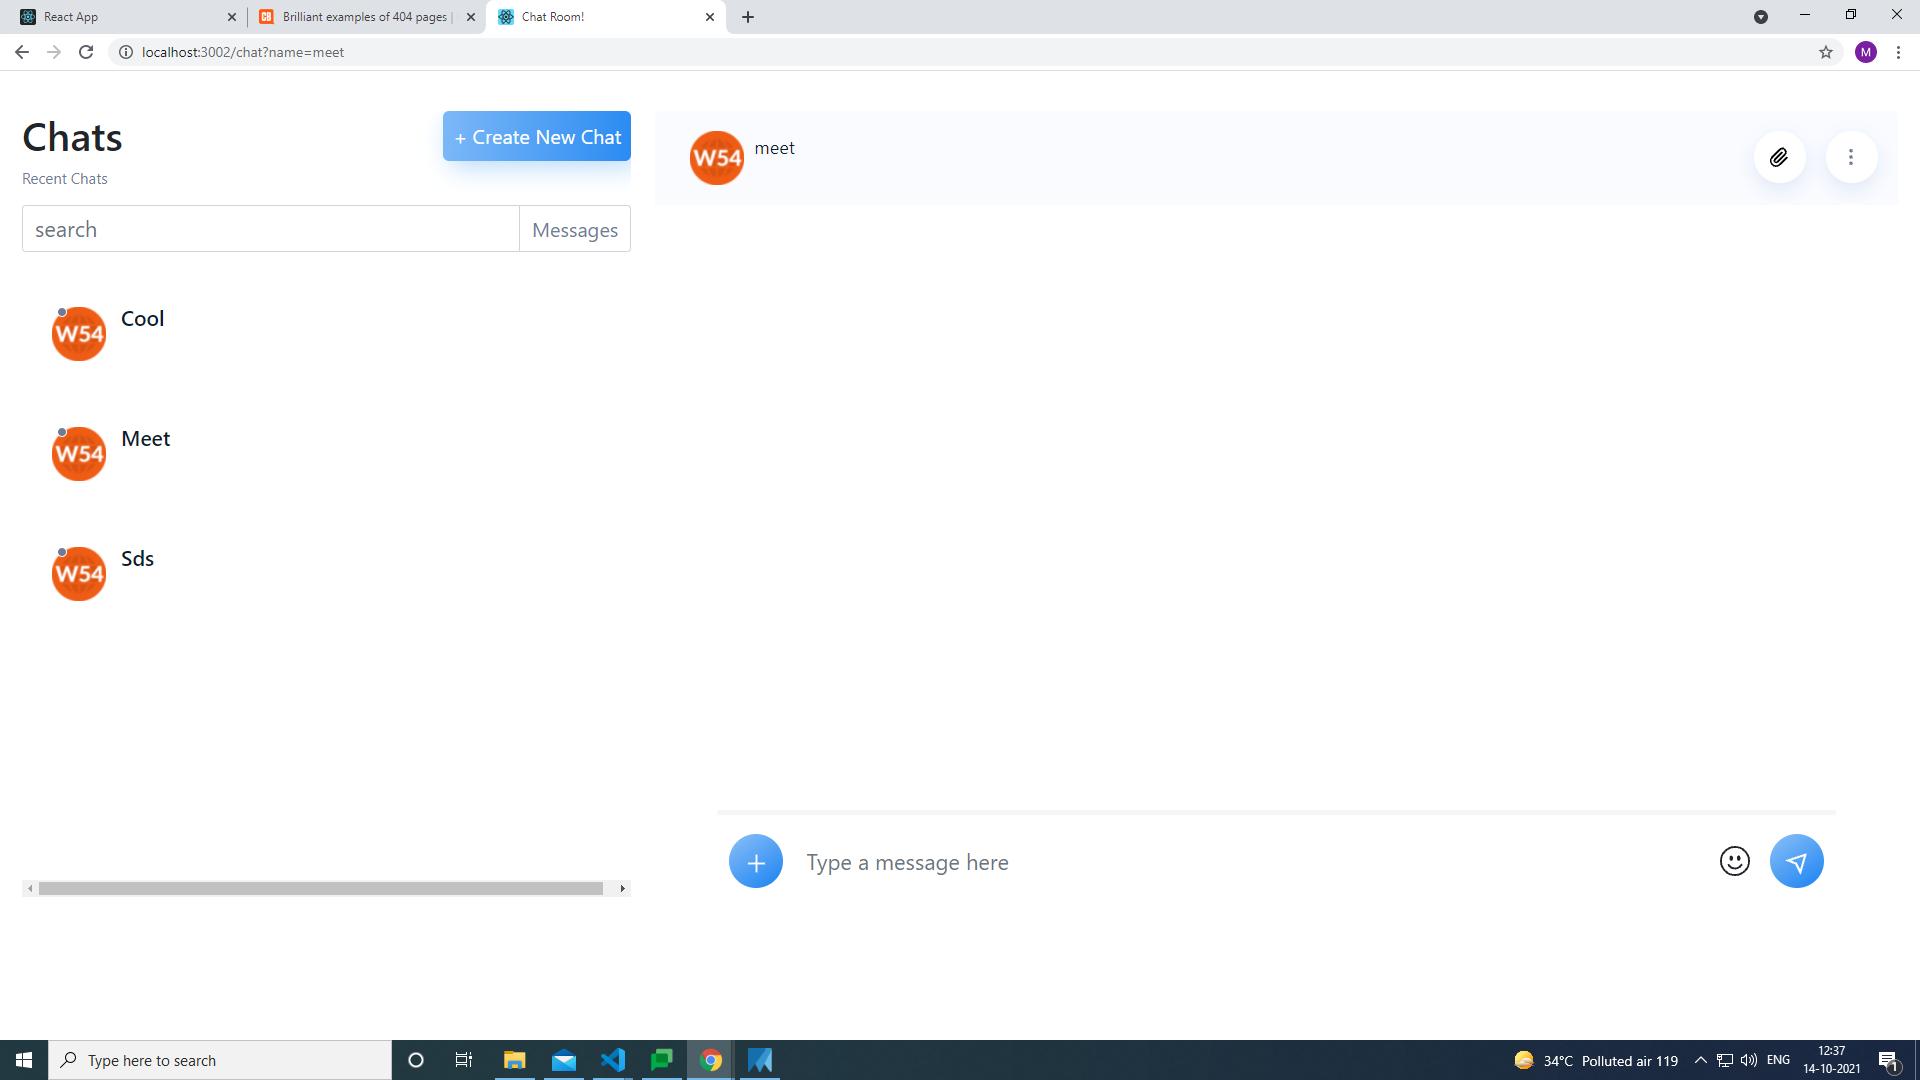 React App
Brilliant examples of 404 pages |
Chat Room!
localhost:3002/chat?name=meet
M
Chats
+ Create New Chat
Recent Chats
search
Messages
W54
Cool
W54
Meet
W54
Sds
W54
meet
Type a message here
Type here to search
34°C Polluted air 119
ENG
12:37
14-10-2021
1